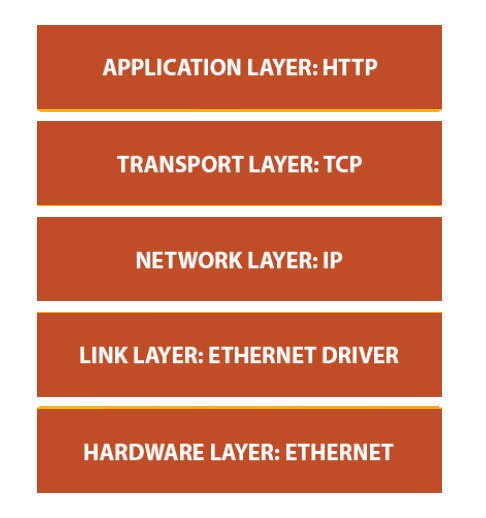 APPLICATION LAYER: HTTP
TRANSPORT LAYER: TCP
NETWORK LAYER: IP
LINK LAYER: ETHERNET DRIVER
HARDWARE LAYER: ETHERNET